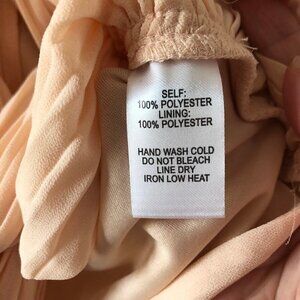 SELF:
100% POLYESTER
LINING:
100% POLYESTER
HAND WASH COLD
DO NOT BLEACH
LINE DRY
IRON LOW HEAT